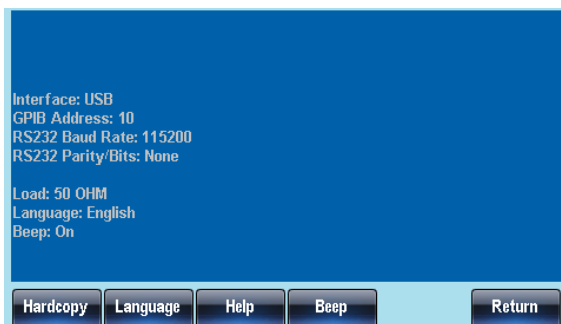 Interface: USB
GPIB Address: 10
RS232 Baud Rate: 115200
RS232 Parity/Bits: None
Load: 50 OHM
Language: English
Beep: On
Hardcopy Language Help Beep Return